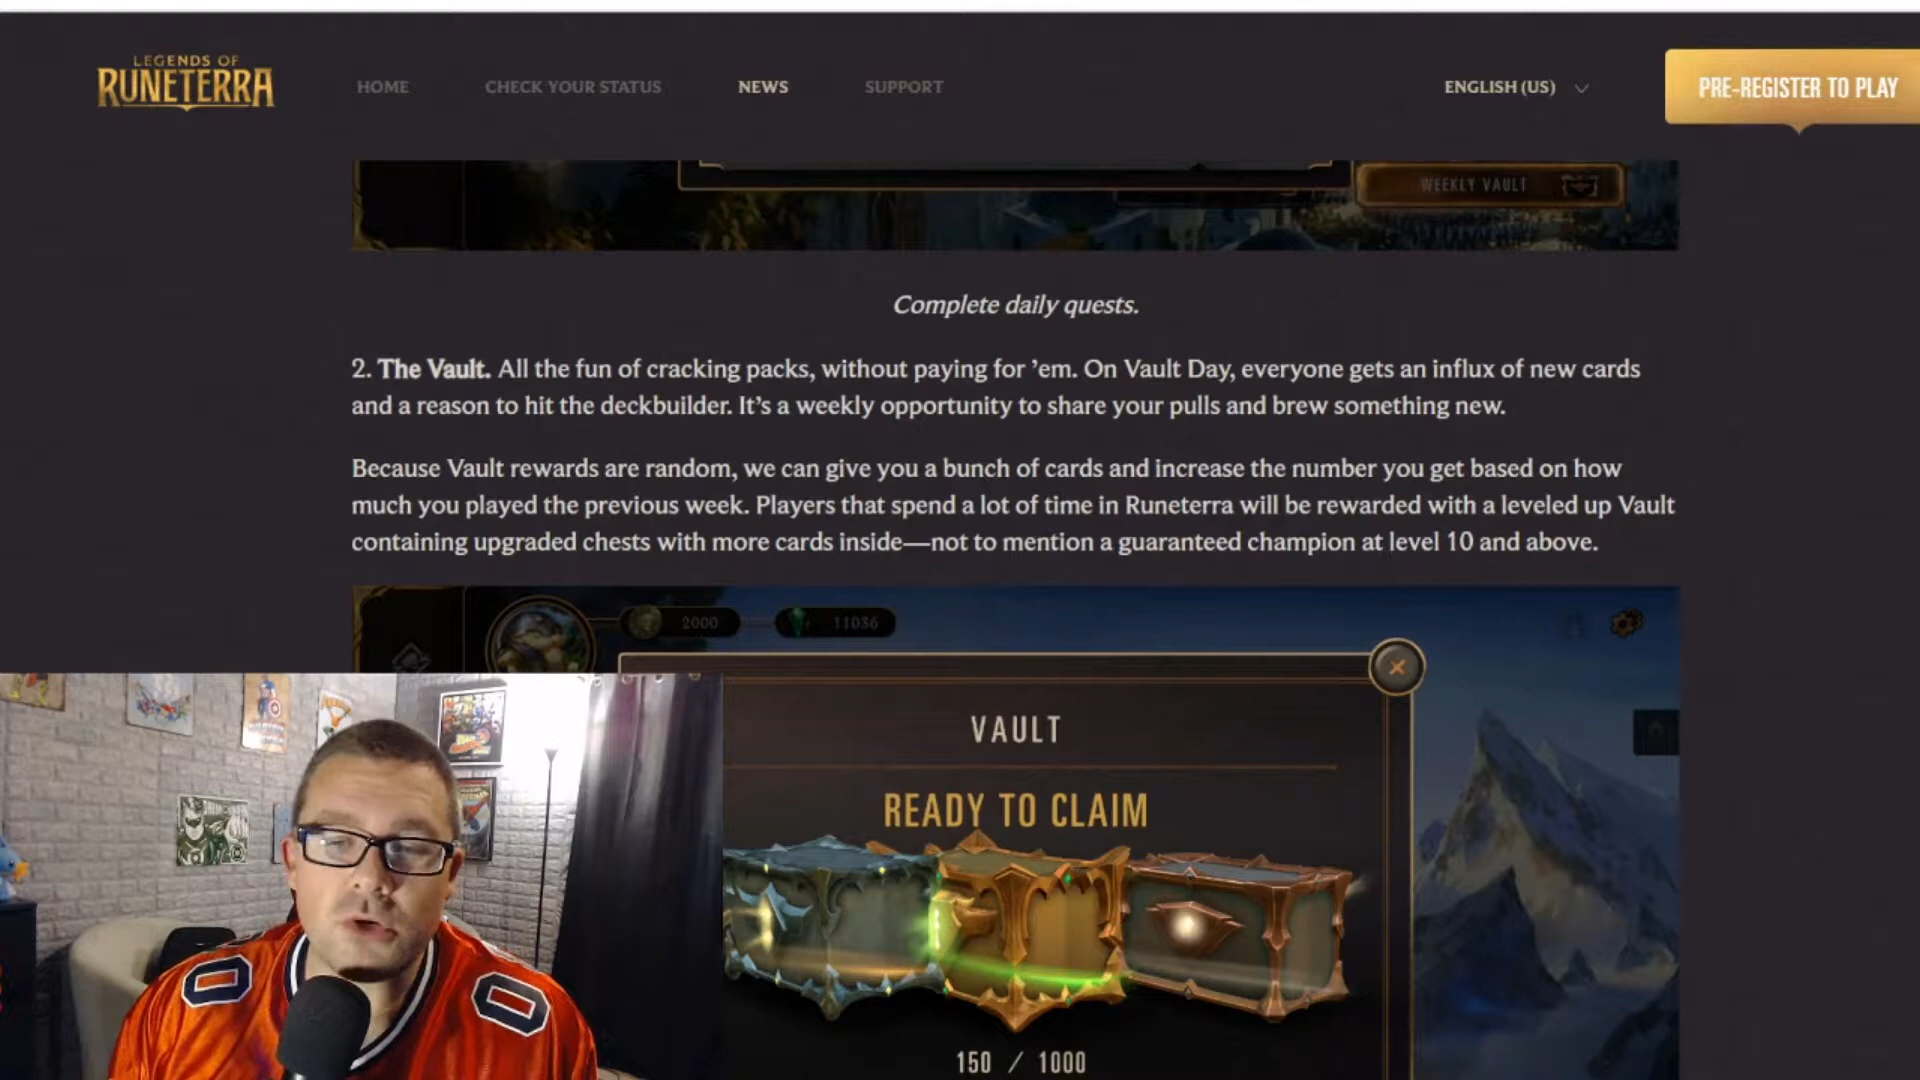 LEGENDS OF
RUNETERRA
HOME
CHECK YOUR STATUS
NEWS
SUPPORT
ENGLISH (US)
PRE-REGISTER TO PLAY
WEEKLY VAULT
Complete daily quests.
2. The Vault. All the fun of cracking packs, without paying for ’em. On Vault Day, everyone gets an influx of new cards
and a reason to hit the deckbuilder. It’s a weekly opportunity to share your pulls and brew something new.
Because Vault rewards are random, we can give you a bunch of cards and increase the number you get based on how
much you played the previous week. Players that spend a lot of time in Runeterra will be rewarded with a leveled up Vault
containing upgraded chests with more cards inside—not to mention a guaranteed champion at level 10 and above.
2000
11036
VAULT
READY TO CLAIM
150 / 1000
0
0